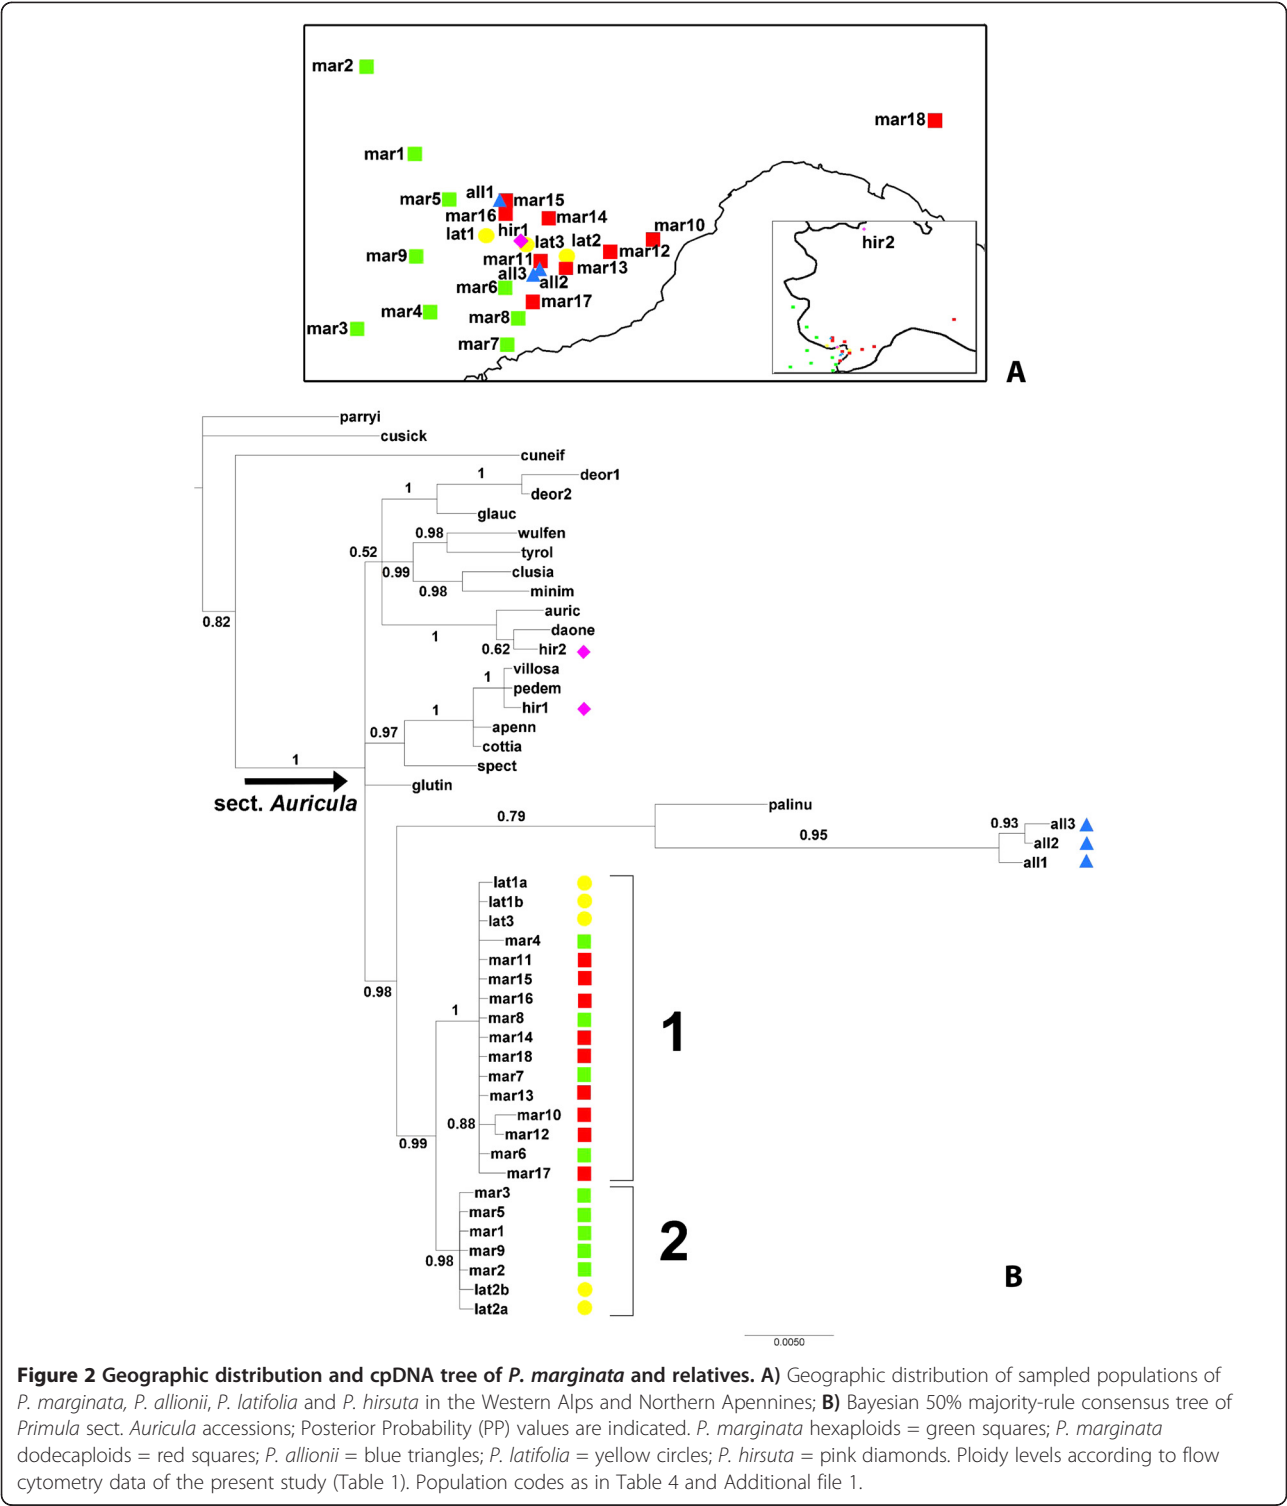 mar2
mar18
mar1
mar5
all1
mar15
mar16
mar14
lat1
hir1
mar10
lat3
lat2
mar12
mar9
mar11
mar13
all3
all2
mar6
mar17
mar4
mar8
mar3
mar7
hir2
A
parryi
cusick
cuneif
1
deor1
1
deor2
glauc
0.98
wulfen
0.52
tyrol
0.99
clusia
0.98
minim
auric
0.82
daone
1
0.62
hir2
villosa
1
pedem
1
hir1
0.97
apenn
cottia
1
spect
glutin
sect. Auricula
palinu
0.79
0.93
all3
0.95
all2
all1
lat1a
lat1b
lat3
mar4
mar11
mar15
0.98
mar16
1
mar8
1
mar14
mar18
mar7
mar13
mar10
0.88
mar12
0.99
mar6
mar17
mar3
mar5
mar1
2
mar9
0.98
mar2
B
lat2b
lat2a
0.0050
Figure 2 Geographic distribution and cpDNA tree of P. marginata and relatives. A) Geographic distribution of sampled populations of
P. marginata, P. allionii, P. latifolia and P. hirsuta in the Western Alps and Northern Apennines; B) Bayesian 50% majority-rule consensus tree of
Primula sect. Auricula accessions; Posterior Probability (PP) values are indicated. P. marginata hexaploids = green squares; P. marginata
dodecaploids = red squares; P. allionii = blue triangles; P. latifolia = yellow circles; P. hirsuta = pink diamonds. Ploidy levels according to flow
cytometry data of the present study (Table 1). Population codes as in Table 4 and Additional file 1.